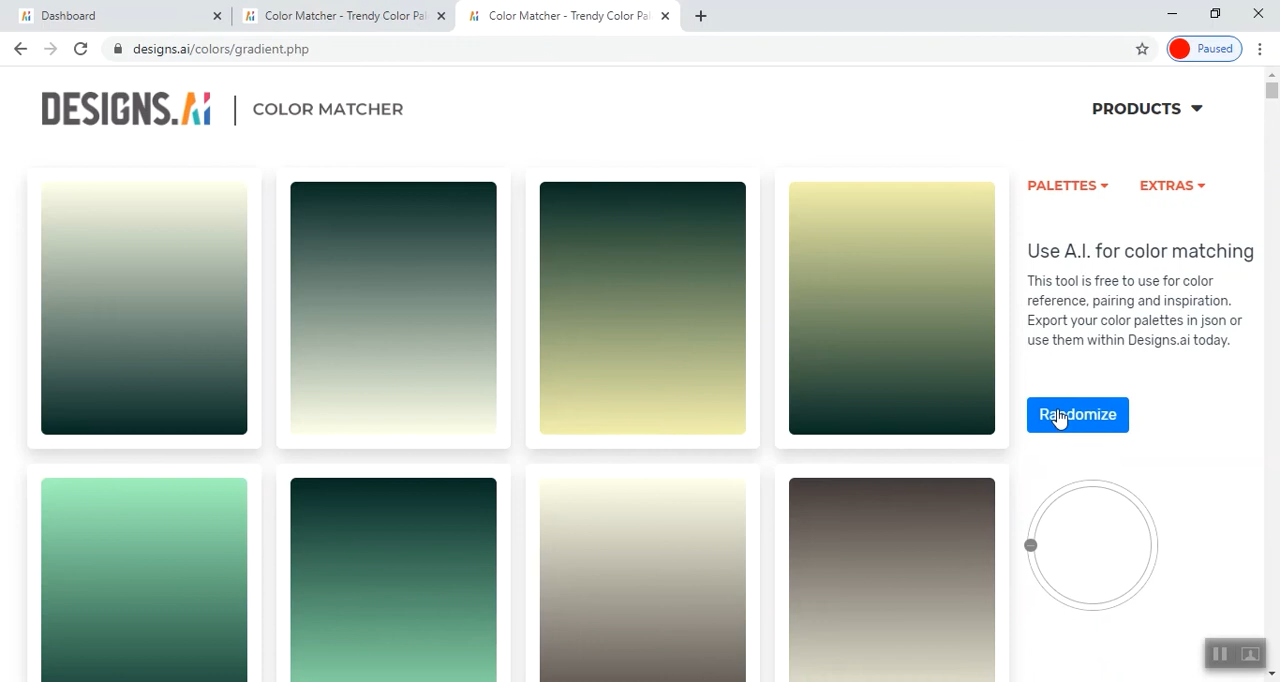 Dashboard
Color Matcher - Trendy Color Pal
Color Matcher - Trendy Color Pal
designs.ai/colors/gradient.php
Paused
DESIGNS.Ai
COLOR MATCHER
PRODUCTS
PALETTES
EXTRAS
Use A.I. for color matching
This tool is free to use for color
reference, pairing and inspiration.
Export your color palettes in json or
use them within Designs.ai today.
Randomize